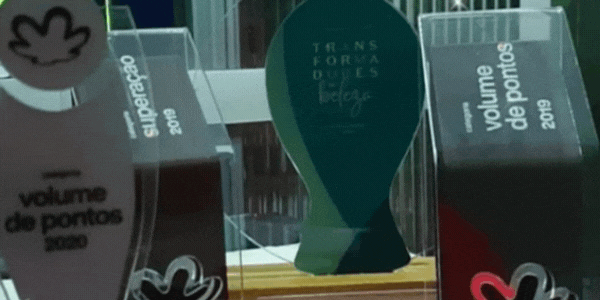 categoria
volume
de pontos
2020
categoria
superação
2019
TRANS
FORMA
DORES
beleza
categoria
volume
de pontos
2019